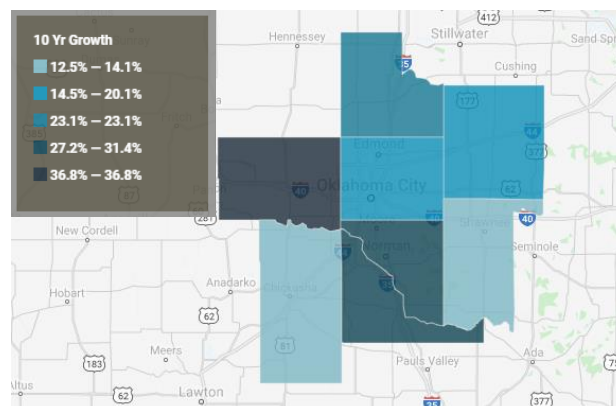 10 Yr Growth
12.5% — 14.1%
14.5% — 20.1%
23.1% — 23.1%
27.2% — 31.4%
36.8% — 36.8%
Hennessey
Stillwater
412
Sand Spr
35
Cushing
177
44
377
Edmond
62
40
Oklahoma City
40
40
281
New Cordell
Moore
Shawnee
Norman
Seminole
44
Hobart
Anadarko
Chickasha
35
62
81
Meers
183
Pauls Valley
Ada
75
Altus
62
Lawton
35
377